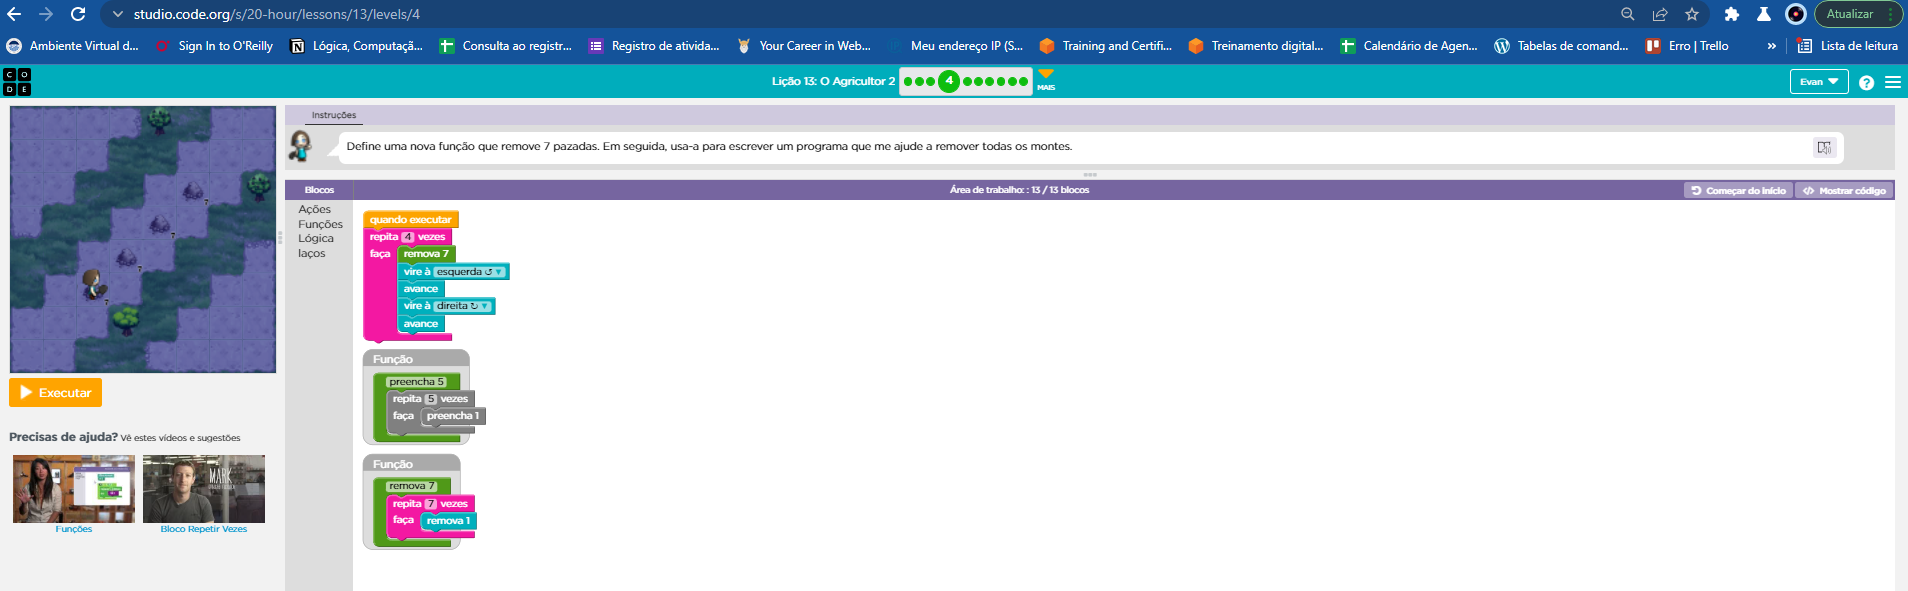 studio.code.org/s/20-hour/lessons/13/levels/4
Atualizar
Ambiente Virtual d...
Sign In to O'Reilly
Lógica, Computaçã...
Consulta ao registr...
Registro de ativida...
Your Career in Web...
Meu endereço IP (S...
Training and Certifi...
Treinamento digital...
Calendário de Agen...
Tabelas de comand...
Erro | Trello
»
Lista de leitura
C O
D E
Lição 13: O Agricultor 2
4
MAIS
Evan
?
Instruções
Define uma nova função que remove 7 pazadas. Em seguida, usa-a para escrever um programa que me ajude a remover todas os montes.
Blocos
Área de trabalho: : 13 / 13 blocos
Começar do início
Mostrar código
Ações
Funções
Lógica
laços
7
7
7
7
quando executar
repita 4 vezes
faça remova 7
vire à esquerda ↺
avance
vire à direita ↻
avance
Função
preencha 5
repita 5 vezes
faça preencha 1
Função
remova 7
repita 7 vezes
faça remova 1
Executar
Precisas de ajuda? Vê estes vídeos e sugestões
MARK
Funções
Bloco Repetir Vezes